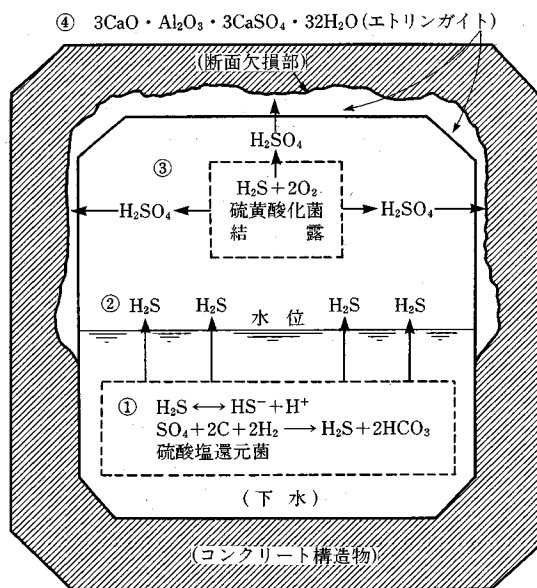 ④ 3CaO・Al₂O₃・3CaSO₄・32H₂O(エトリンガイト)
(断面欠損部)
H₂SO₄
③
H₂S+2O₂
H₂SO₄
硫黄酸化菌
H₂SO₄
結露
②
H₂S
H₂S
水位
H₂S
H₂S
① H₂S⟷HS⁻+H⁺
SO₄+2C+2H₂⟶H₂S+2HCO₃
硫酸塩還元菌
(下水)
(コンクリート構造物)